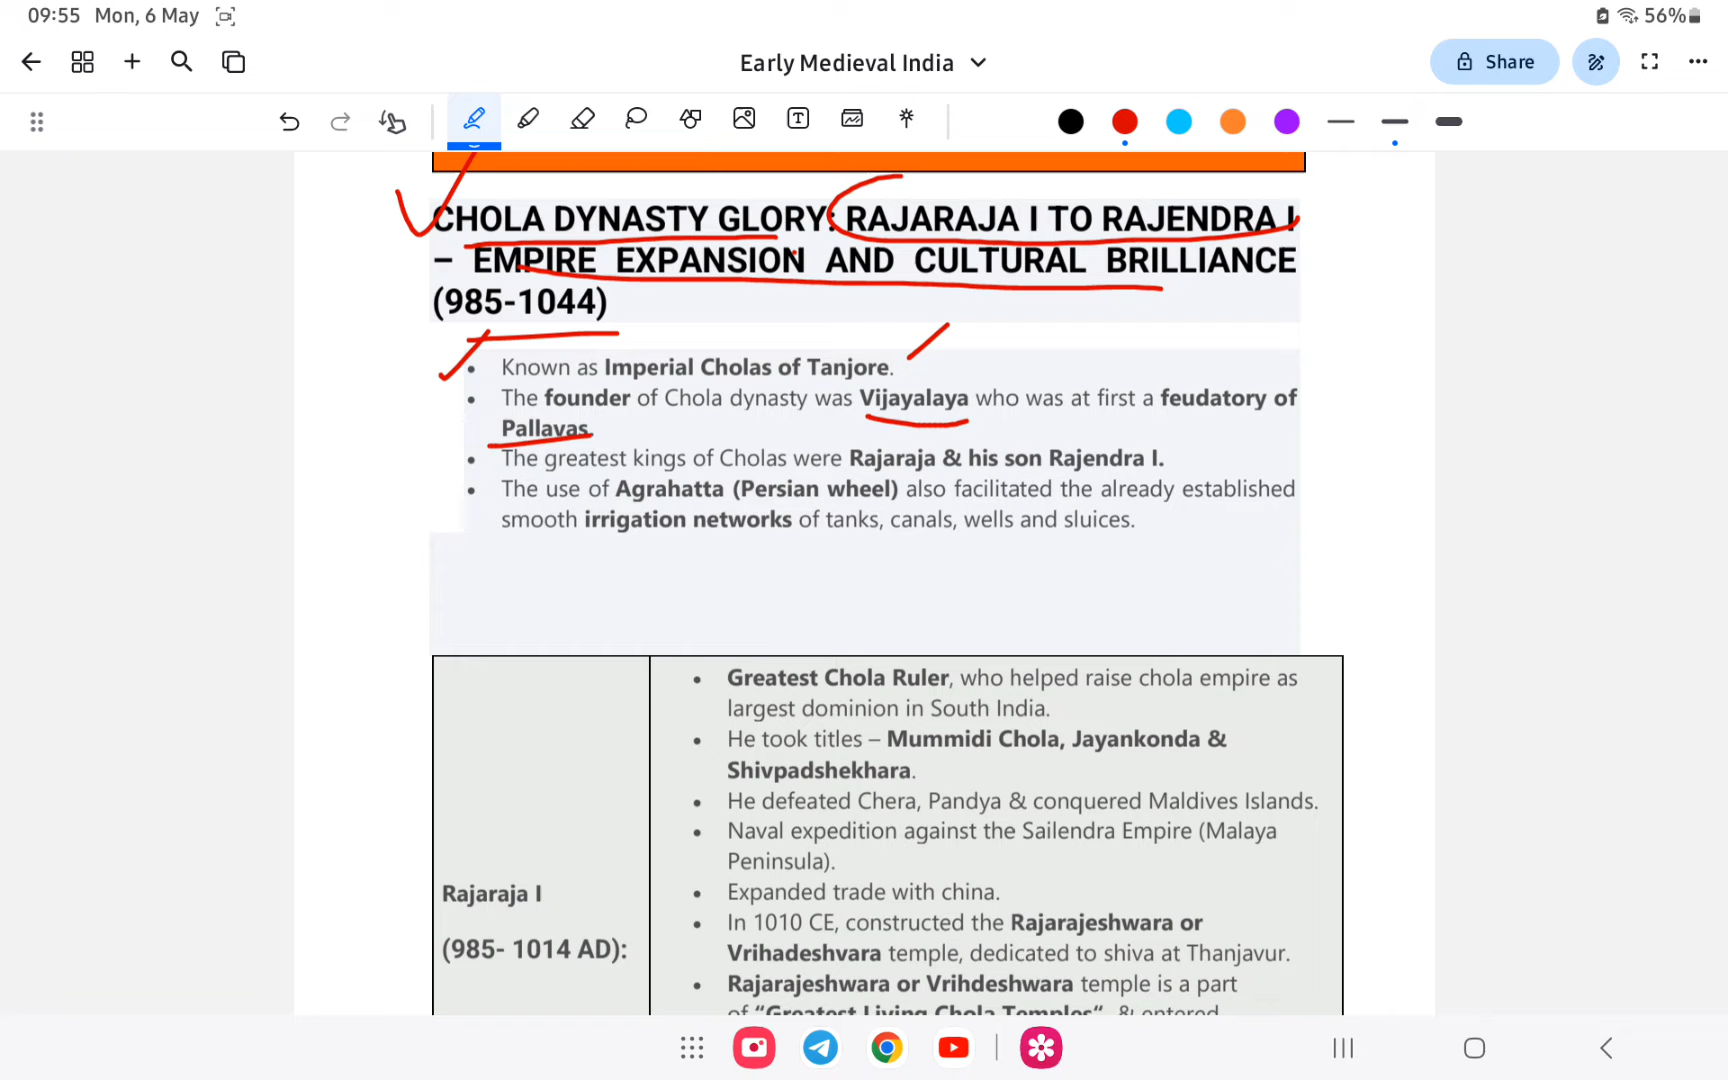 09:55 Mon, 6 May
56%
Early Medieval India
Share
CHOLA DYNASTY GLORY: RAJARAJA I TO RAJENDRA I
– EMPIRE EXPANSION AND CULTURAL BRILLIANCE
(985-1044)
• Known as Imperial Cholas of Tanjore.
• The founder of Chola dynasty was Vijayalaya who was at first a feudatory of
Pallavas.
• The greatest kings of Cholas were Rajaraja & his son Rajendra I.
• The use of Agrahatta (Persian wheel) also facilitated the already established
smooth irrigation networks of tanks, canals, wells and sluices.
Rajaraja I
(985- 1014 AD):
• Greatest Chola Ruler, who helped raise chola empire as
largest dominion in South India.
• He took titles – Mummidi Chola, Jayankonda &
Shivpadshekhara.
• He defeated Chera, Pandya & conquered Maldives Islands.
• Naval expedition against the Sailendra Empire (Malaya
Peninsula).
• Expanded trade with china.
• In 1010 CE, constructed the Rajarajeshwara or
Vrihadeshvara temple, dedicated to shiva at Thanjavur.
• Rajarajeshwara or Vrihdeshwara temple is a part
of "Greatest Living Chola Temples", & entered